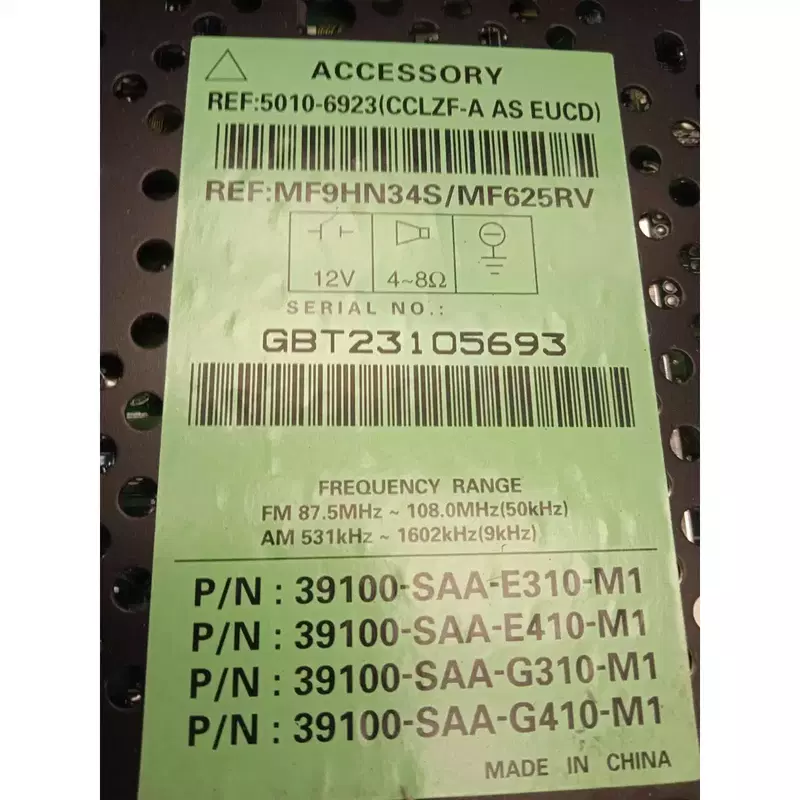 ACCESSORY
REF:5010-6923(CCLZF-A AS EUCD)
REF:MF9HN34S/MF625RV
12V 4~8Ω
SERIAL NO.:
GBT23105693
FREQUENCY RANGE
FM 87.5MHz ~ 108.0MHz(50kHz)
AM 531kHz ~ 1602kHz(9kHz)
P/N : 39100-SAA-E310-M1
P/N : 39100-SAA-E410-M1
P/N : 39100-SAA-G310-M1
P/N : 39100-SAA-G410-M1
MADE IN CHINA